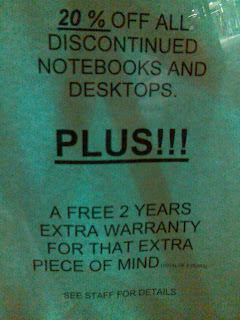 20 % OFF ALL
DISCONTINUED
NOTEBOOKS AND
DESKTOPS.
PLUS!!!
A FREE 2 YEARS
EXTRA WARRANTY
FOR THAT EXTRA
PIECE OF MIND
SEE STAFF FOR DETAILS